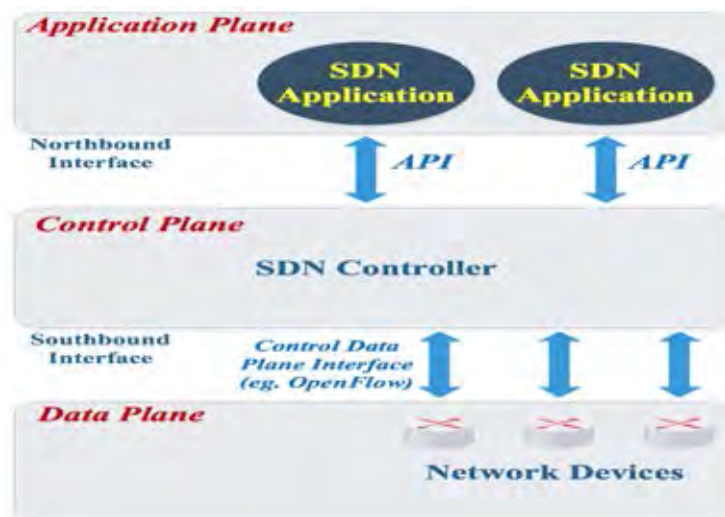 Application Plane
SDN
Application
SDN
Application
Northbound
Interface
API
API
Control Plane
SDN Controller
Southbound
Interface
Control Data
Plane Interface
(eg. OpenFlow)
Data Plane
Network Devices